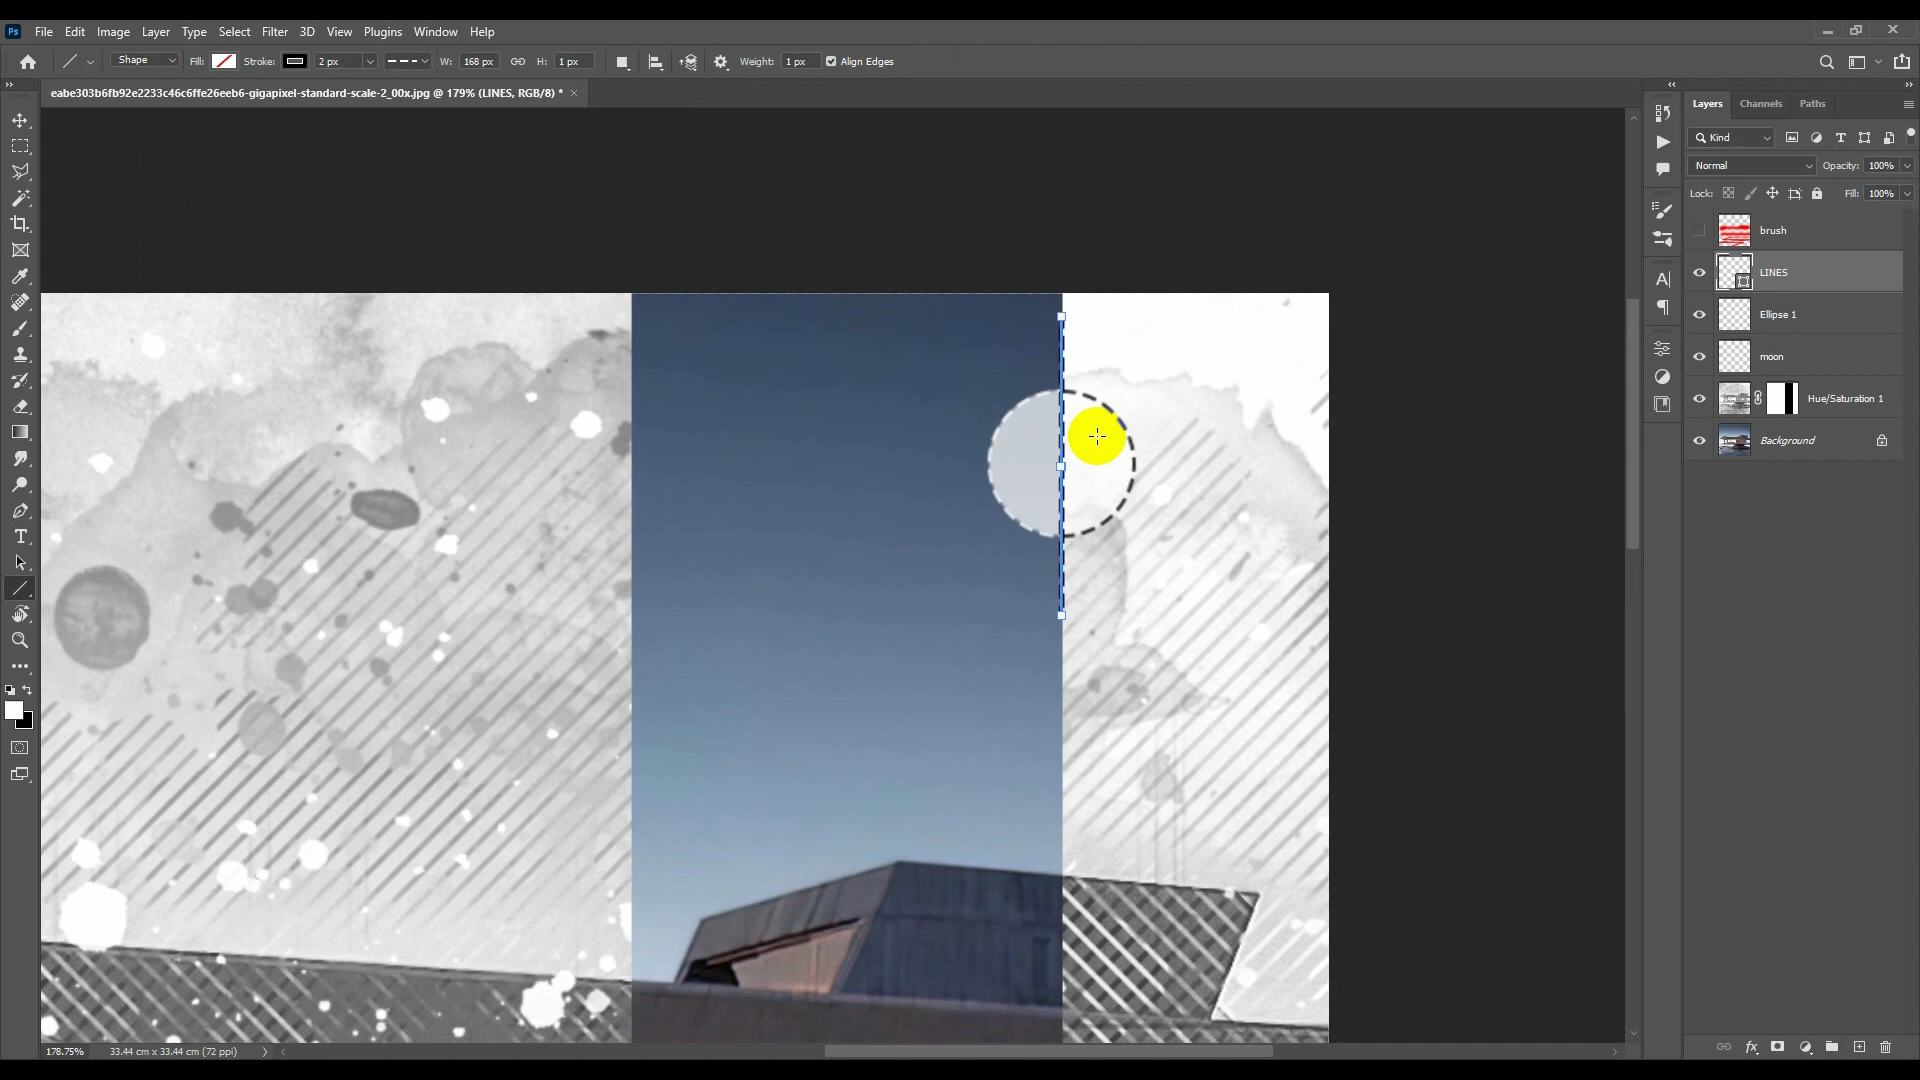 Ps File Edit Image Layer Type Select Filter 3D View Plugins Window Help
Shape Fill: Stroke: 2 px W: 168 px H: 1 px Weight: 1 px Align Edges
eabe303b6fb92e2233c46c6ffe26eeb6-gigapixel-standard-scale-2_00x.jpg @ 179% (LINES, RGB/8) *
Layers Channels Paths
Kind
Normal Opacity: 100%
Lock: Fill: 100%
brush
LINES
Ellipse 1
moon
Hue/Saturation 1
Background
178.75% 33.44 cm x 33.44 cm (72 ppi)